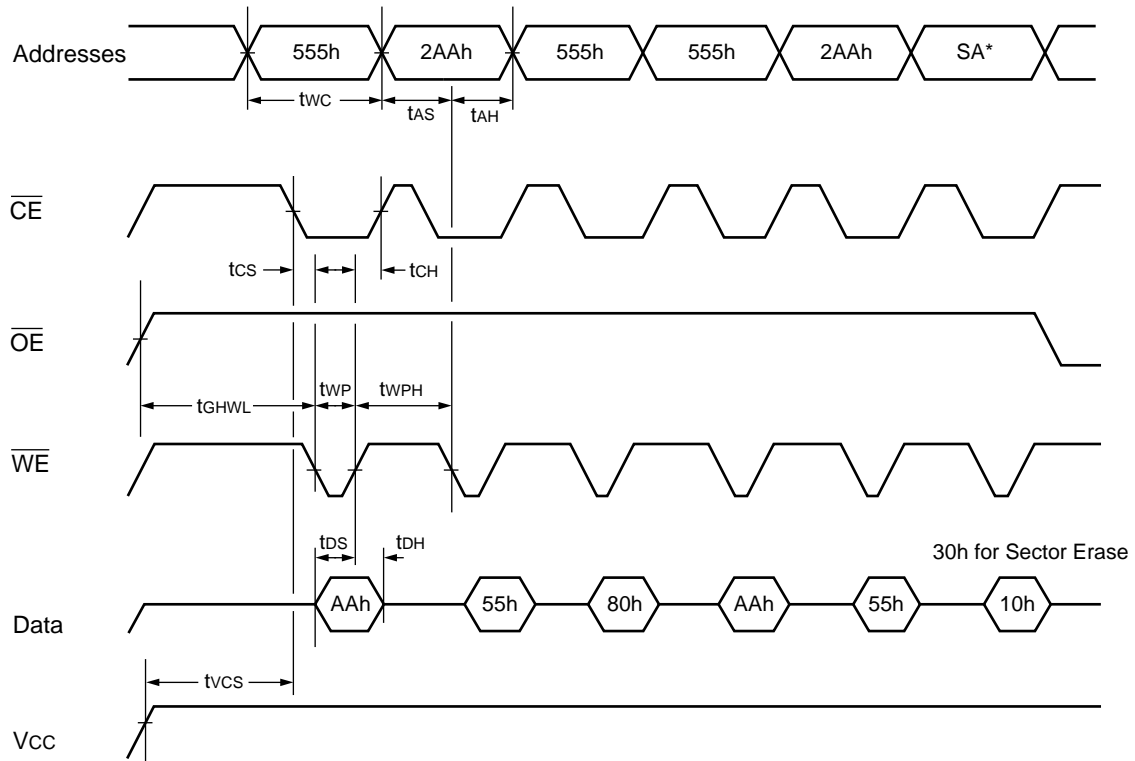 Addresses 555h 2AAh 555h 555h 2AAh SA*
tWC tAS tAH
CE
tCS tCH
OE
tGHWL tWP tWPH
WE
tDS tDH 30h for Sector Erase
Data AAh 55h 80h AAh 55h 10h
tVCS
VCC